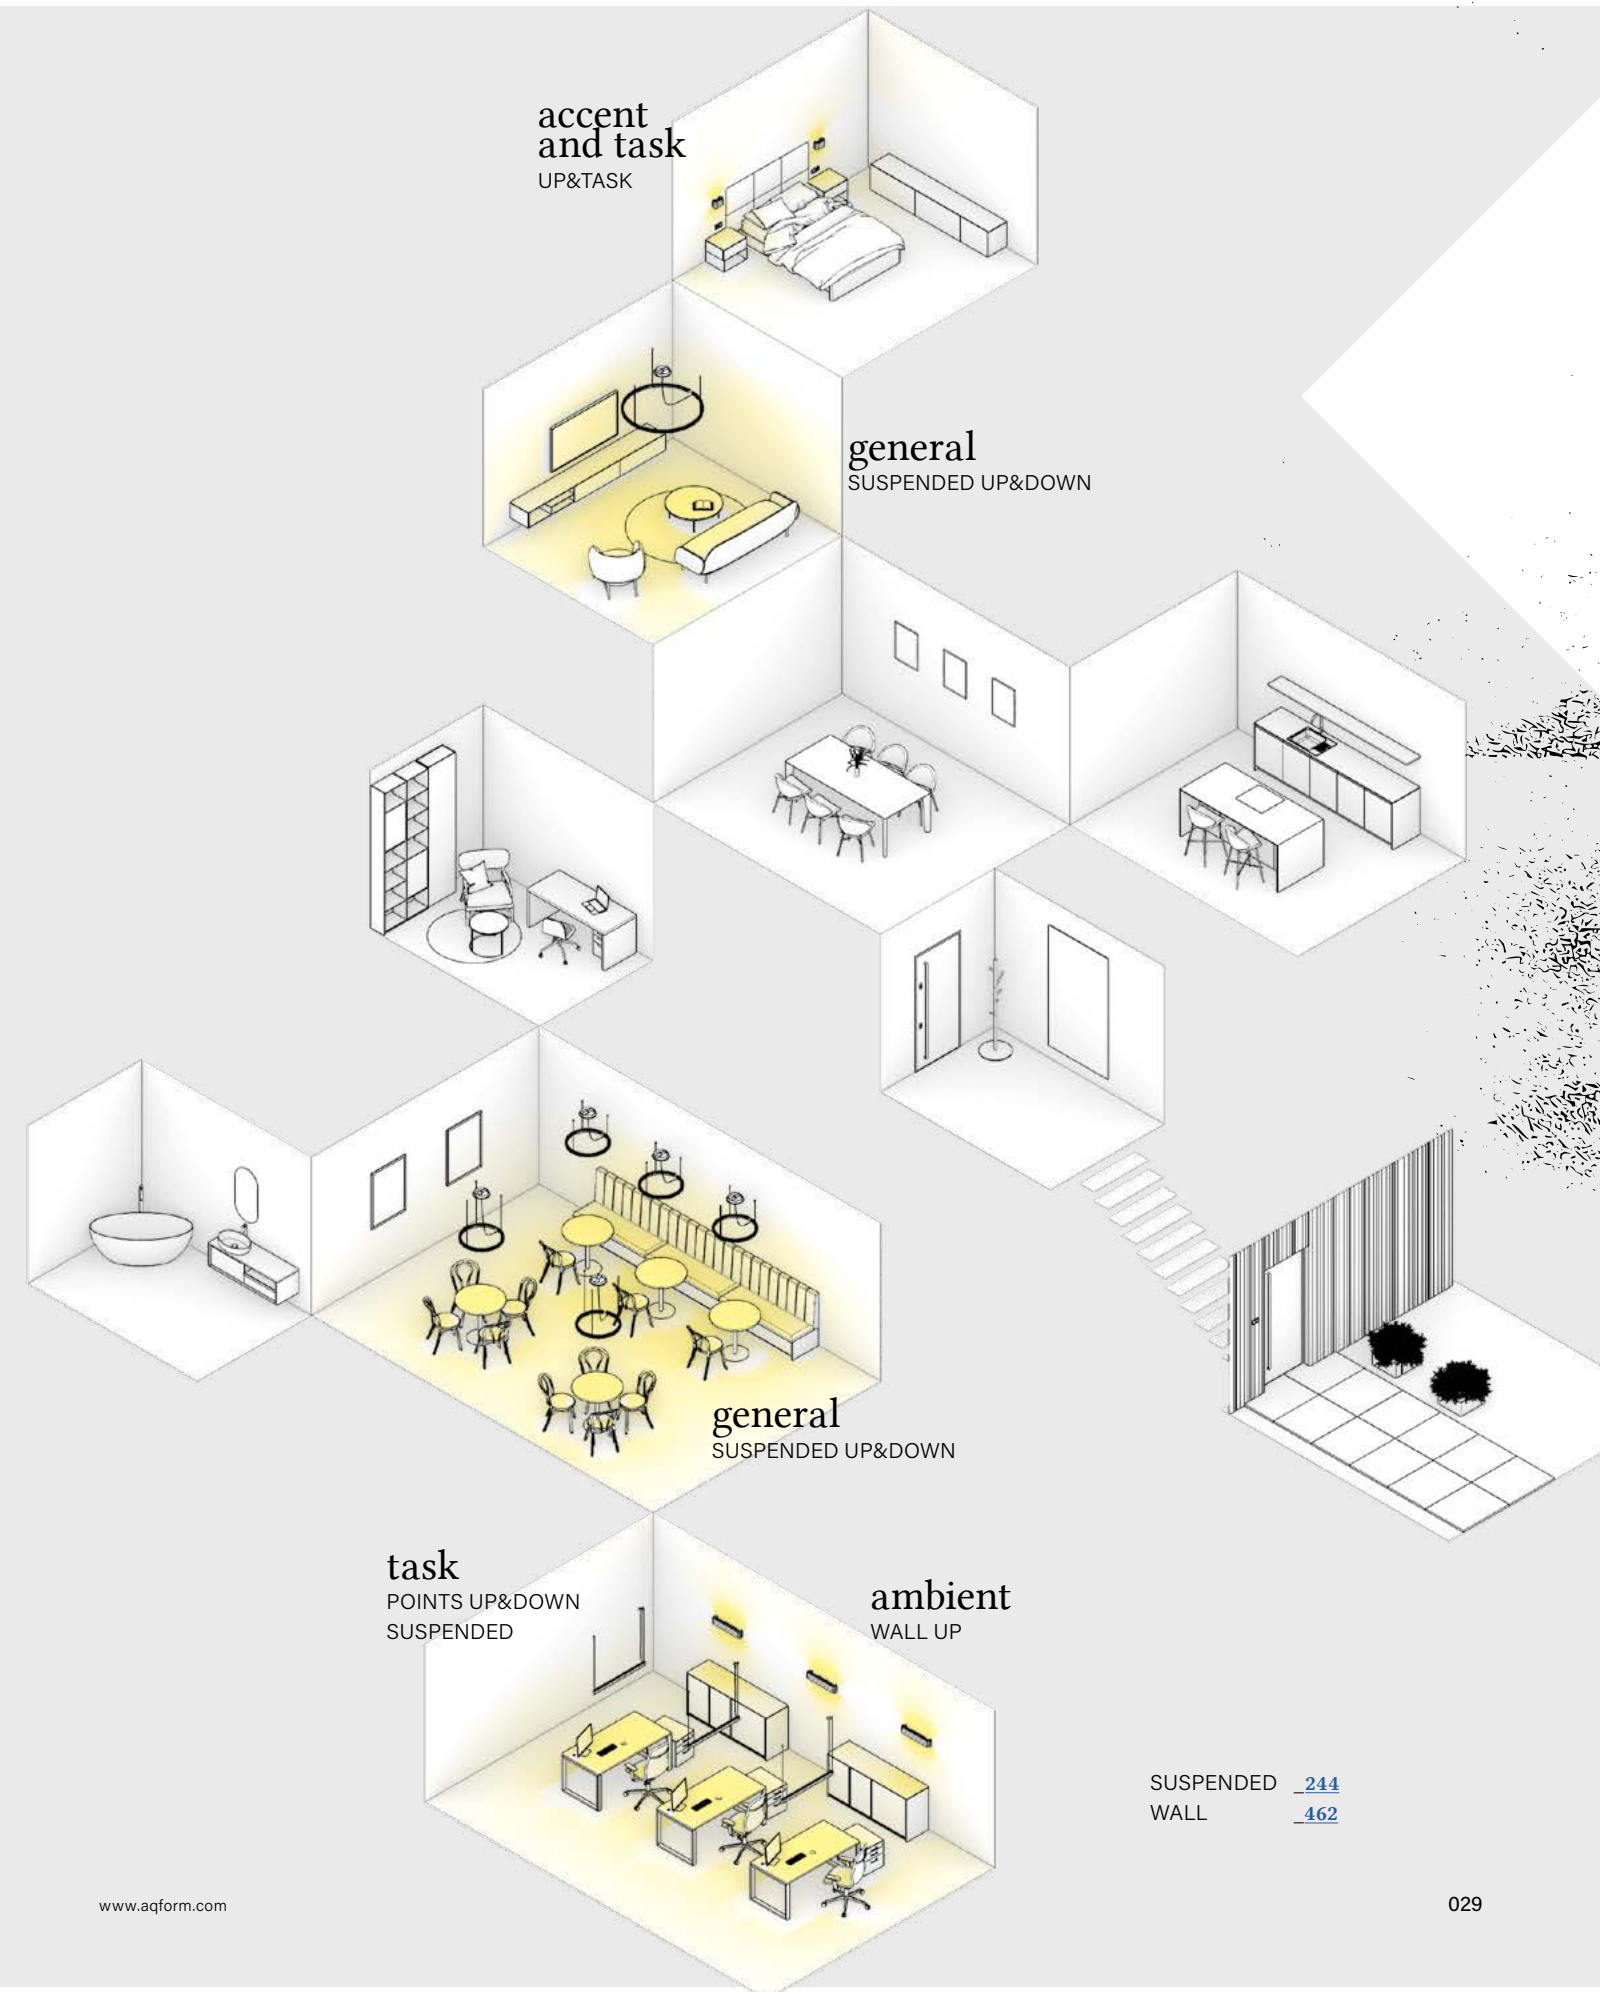 accent
and task
UP&TASK
general
SUSPENDED UP&DOWN
general
SUSPENDED UP&DOWN
task
POINTS UP&DOWN
SUSPENDED
ambient
WALL UP
SUSPENDED _244
WALL _462
www.aqform.com
029